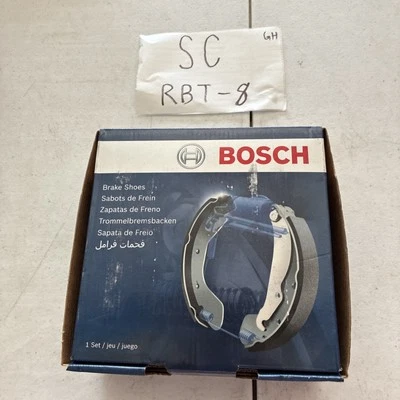 GH
SC
RBT-8
BOSCH
Brake Shoes
Sabots de Frein
Zapatas de Freno
Trommelbremsbacken
Sapata de Freio
قحمات فرامل
1 Set / jeu / juego